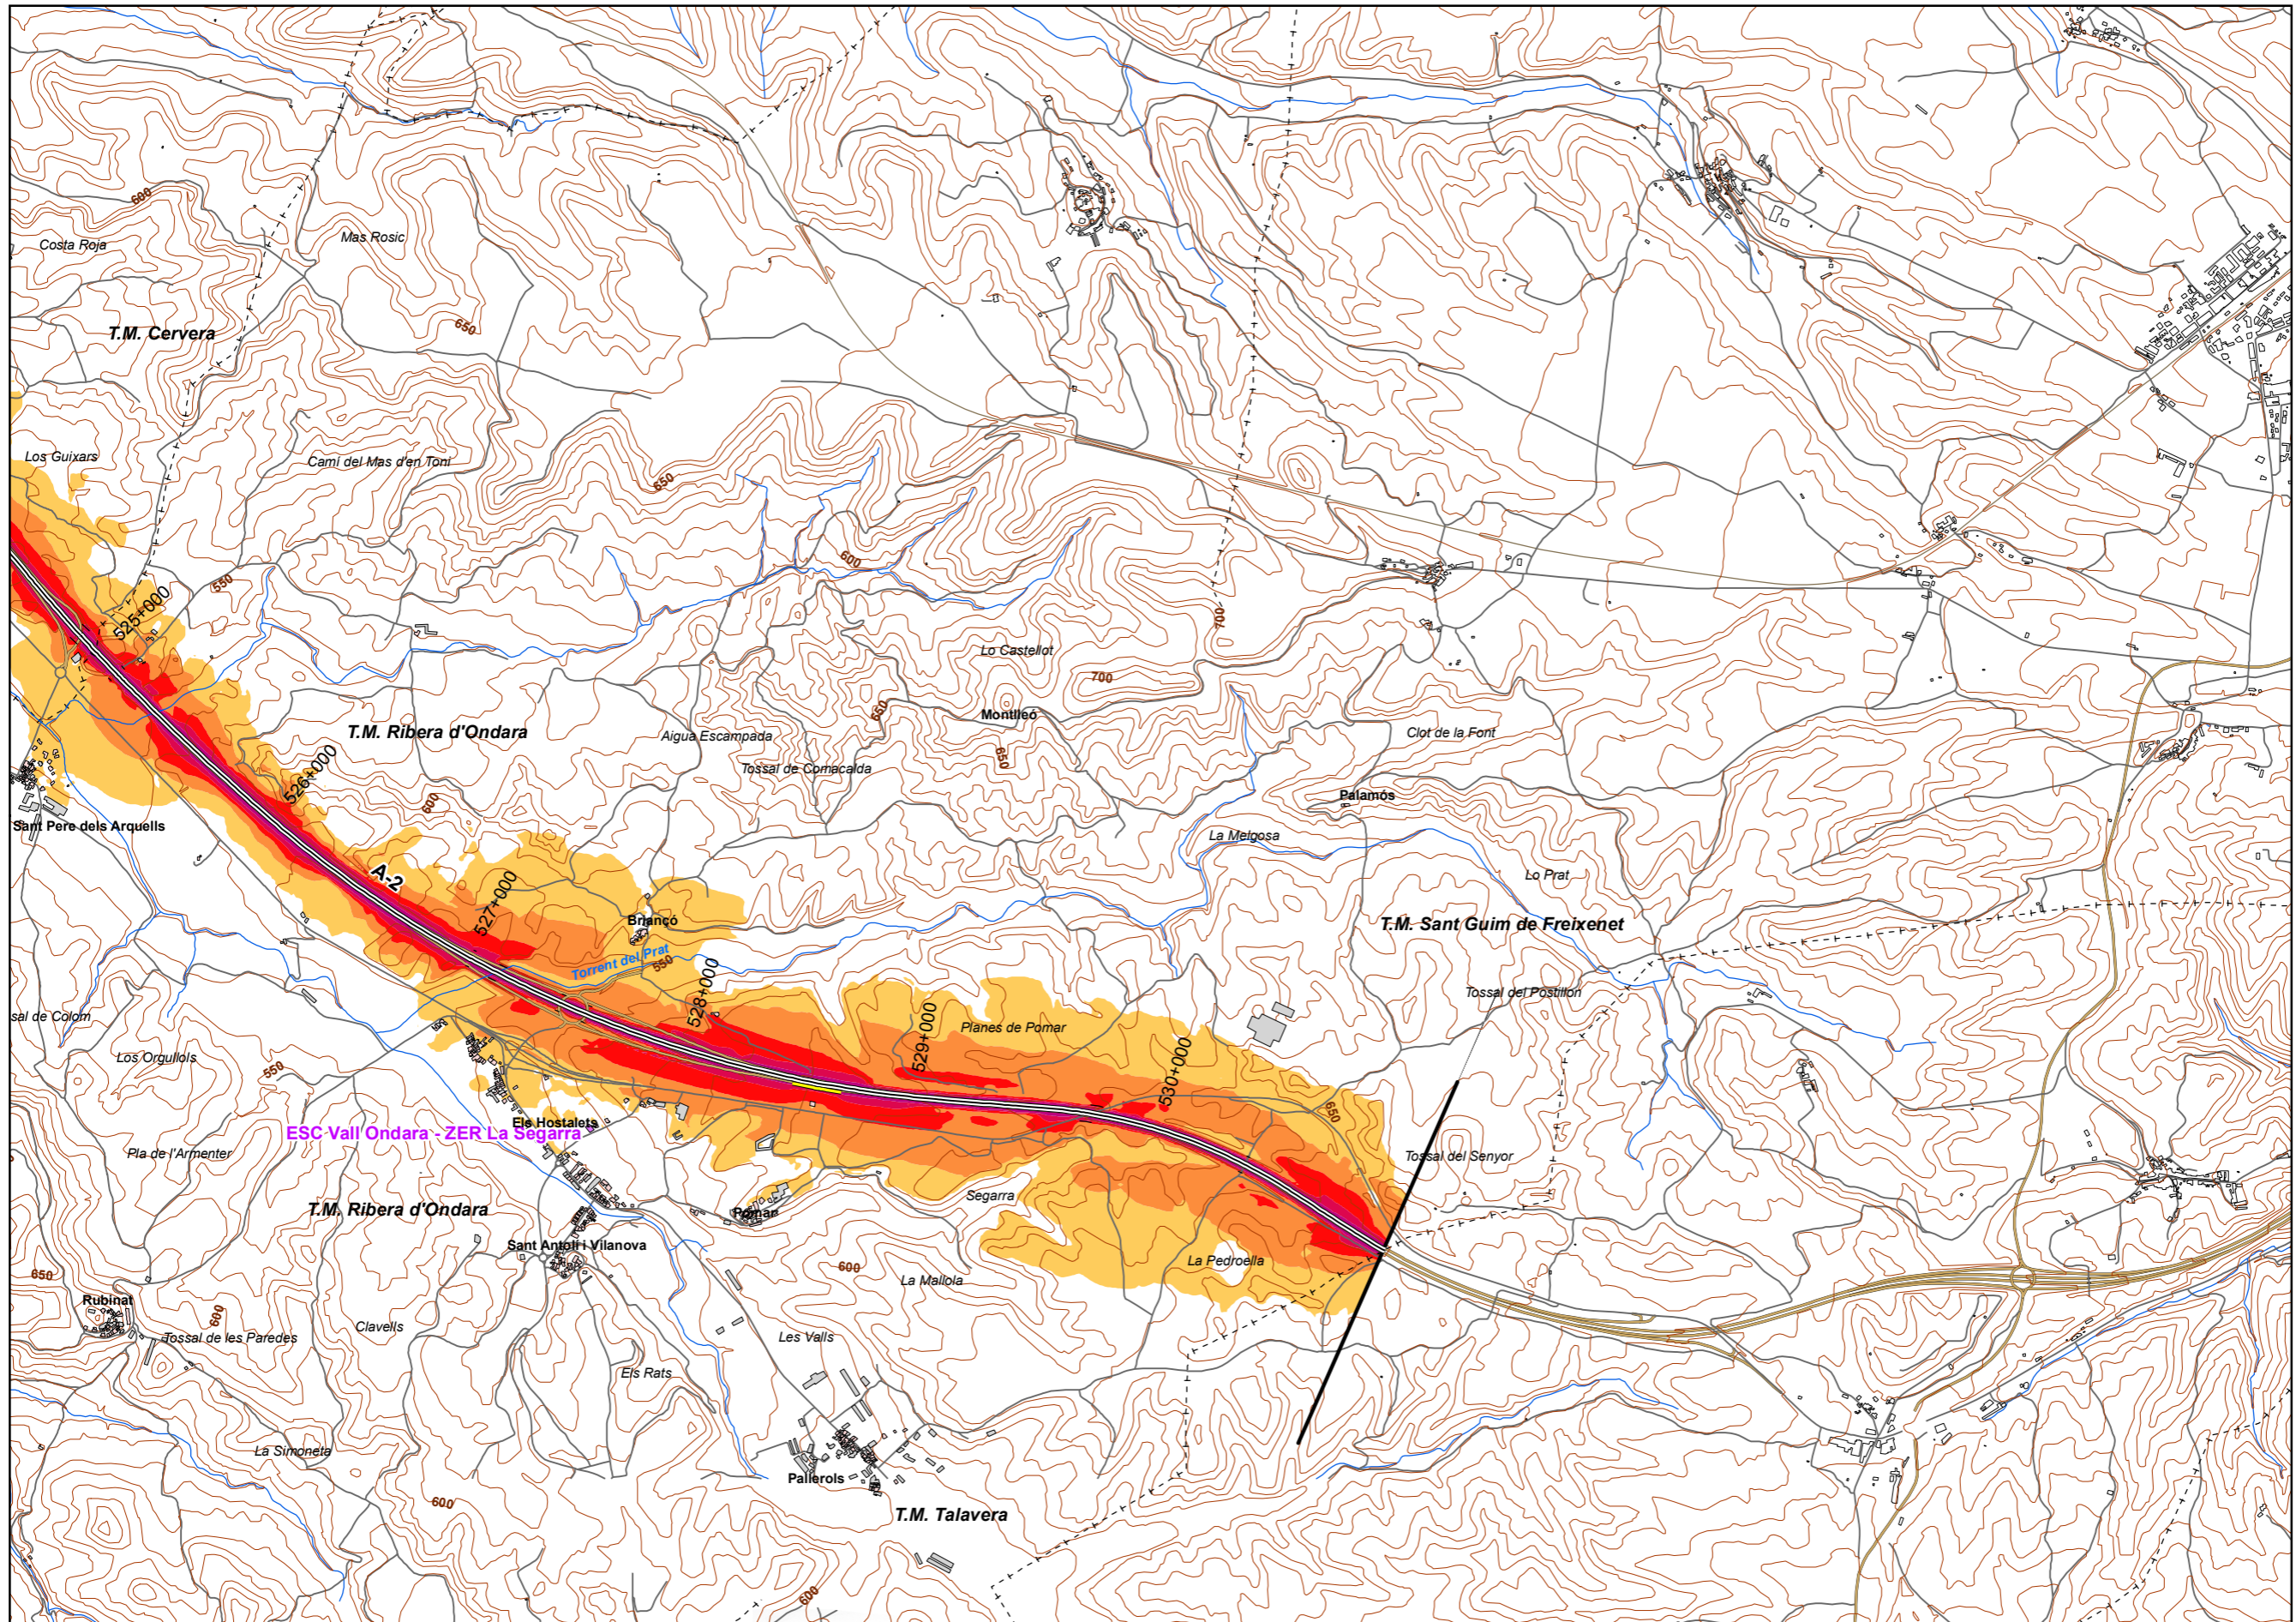 600
Costa Roja
Mas Rosic
T.M. Cervera
650
Los Guixars
Camí del Mas d'en Toni
650
600
550
525+000
700
Lo Castellot
700
Montlleó
650
T.M. Ribera d'Ondara
Aigua Escampada
650
Clot de la Font
Tossal de Comacalda
526+000
600
Palamós
Sant Pere dels Arquells
La Melgosa
A-2
Lo Prat
527+000
Briançó
T.M. Sant Guim de Freixenet
Torrent del Prat
550
528+000
Tossal del Postillon
sal de Colom
Planes de Pomar
529+000
Los Orgullols
550
530+000
650
Els Hostalets
ESC Vall Ondara - ZER La Segarra
Pla de l'Armenter
Tossal del Senyor
Segarra
T.M. Ribera d'Ondara
Pomar
Sant Antolí i Vilanova
La Pedroella
600
650
La Mallola
Rubinat
600
Clavells
Tossal de les Paredes
Les Valls
Els Rats
La Simoneta
Pallerols
600
T.M. Talavera
600